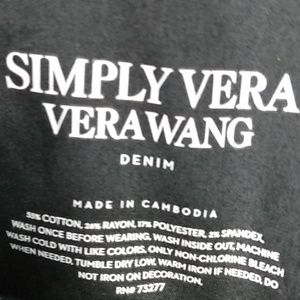 SIMPLY VERA
VERA WANG
DENIM
MADE IN CAMBODIA
55% COTTON, 26% RAYON, 17% POLYESTER, 2% SPANDEX,
WASH ONCE BEFORE WEARING. WASH INSIDE OUT, MACHINE
WASH COLD WITH LIKE COLORS. ONLY NON-CHLORINE BLEACH
WHEN NEEDED. TUMBLE DRY LOW. WARM IRON IF NEEDED, DO
NOT IRON ON DECORATION.
RN# 73277